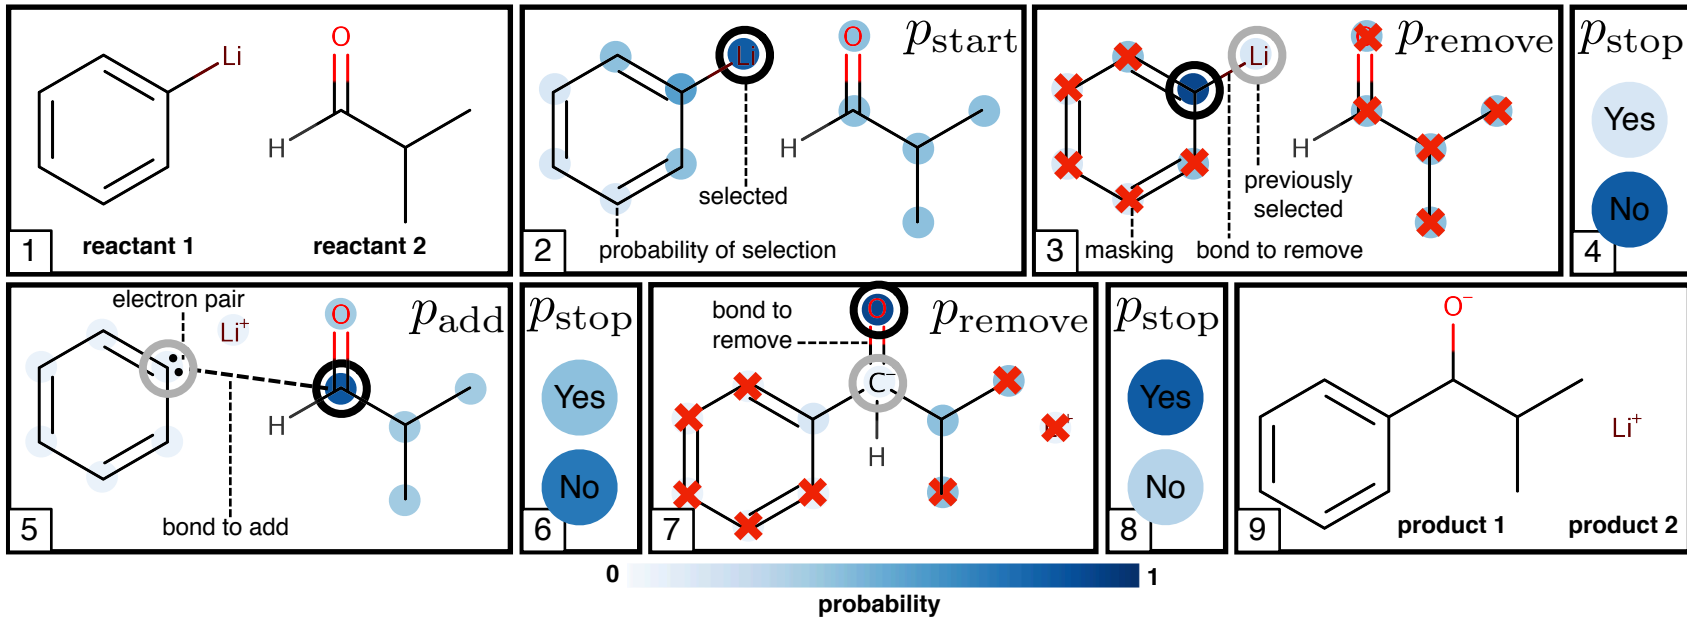 Li
O
H
reactant 1
reactant 2
1
p_start
Li
O
H
selected
probability of selection
2
p_remove
Li
H
previously
selected
masking
bond to remove
3
p_stop
Yes
No
4
electron pair
p_add
Li⁺
O
H
bond to add
5
p_stop
Yes
No
6
bond to
remove
p_remove
O
C⁻
H
7
p_stop
Yes
No
8
O⁻
Li⁺
product 1
product 2
9
0
1
probability